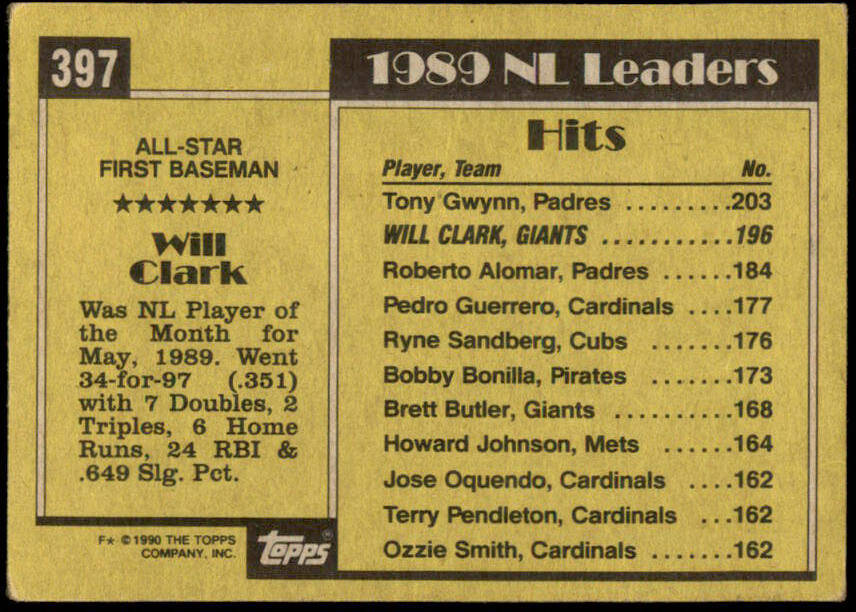 397
ALL-STAR
FIRST BASEMAN
★★★★★★★
Will
Clark
Was NL Player of
the Month for
May, 1989. Went
34-for-97 (.351)
with 7 Doubles, 2
Triples, 6 Home
Runs, 24 RBI &
.649 Slg. Pct.
F★ © 1990 THE TOPPS
COMPANY, INC.
topps®
1989 NL Leaders
Hits
Player, Team No.
Tony Gwynn, Padres .........203
WILL CLARK, GIANTS ...........196
Roberto Alomar, Padres ......184
Pedro Guerrero, Cardinals ....177
Ryne Sandberg, Cubs .......176
Bobby Bonilla, Pirates .......173
Brett Butler, Giants ..........168
Howard Johnson, Mets .....164
Jose Oquendo, Cardinals ....162
Terry Pendleton, Cardinals ...162
Ozzie Smith, Cardinals .......162